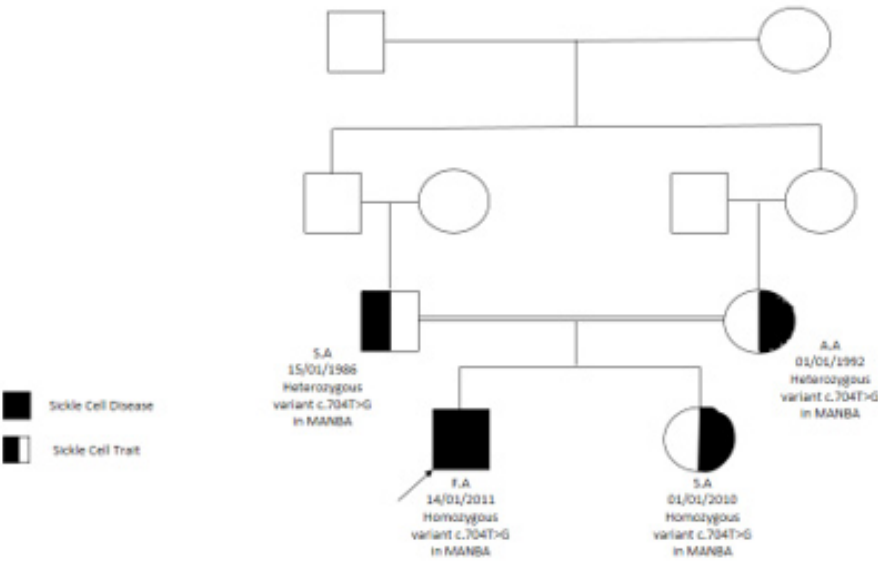 S.A
15/01/1986
Heterozygous
variant c.704T>G
in MANBA
A.A
01/01/1992
Heterozygous
variant c.704T>G
in MANBA
Sickle Cell Disease
Sickle Cell Trait
F.A
14/01/2011
Homozygous
variant c.704T>G
in MANBA
S.A
01/01/2010
Homozygous
variant c.704T>G
in MANBA